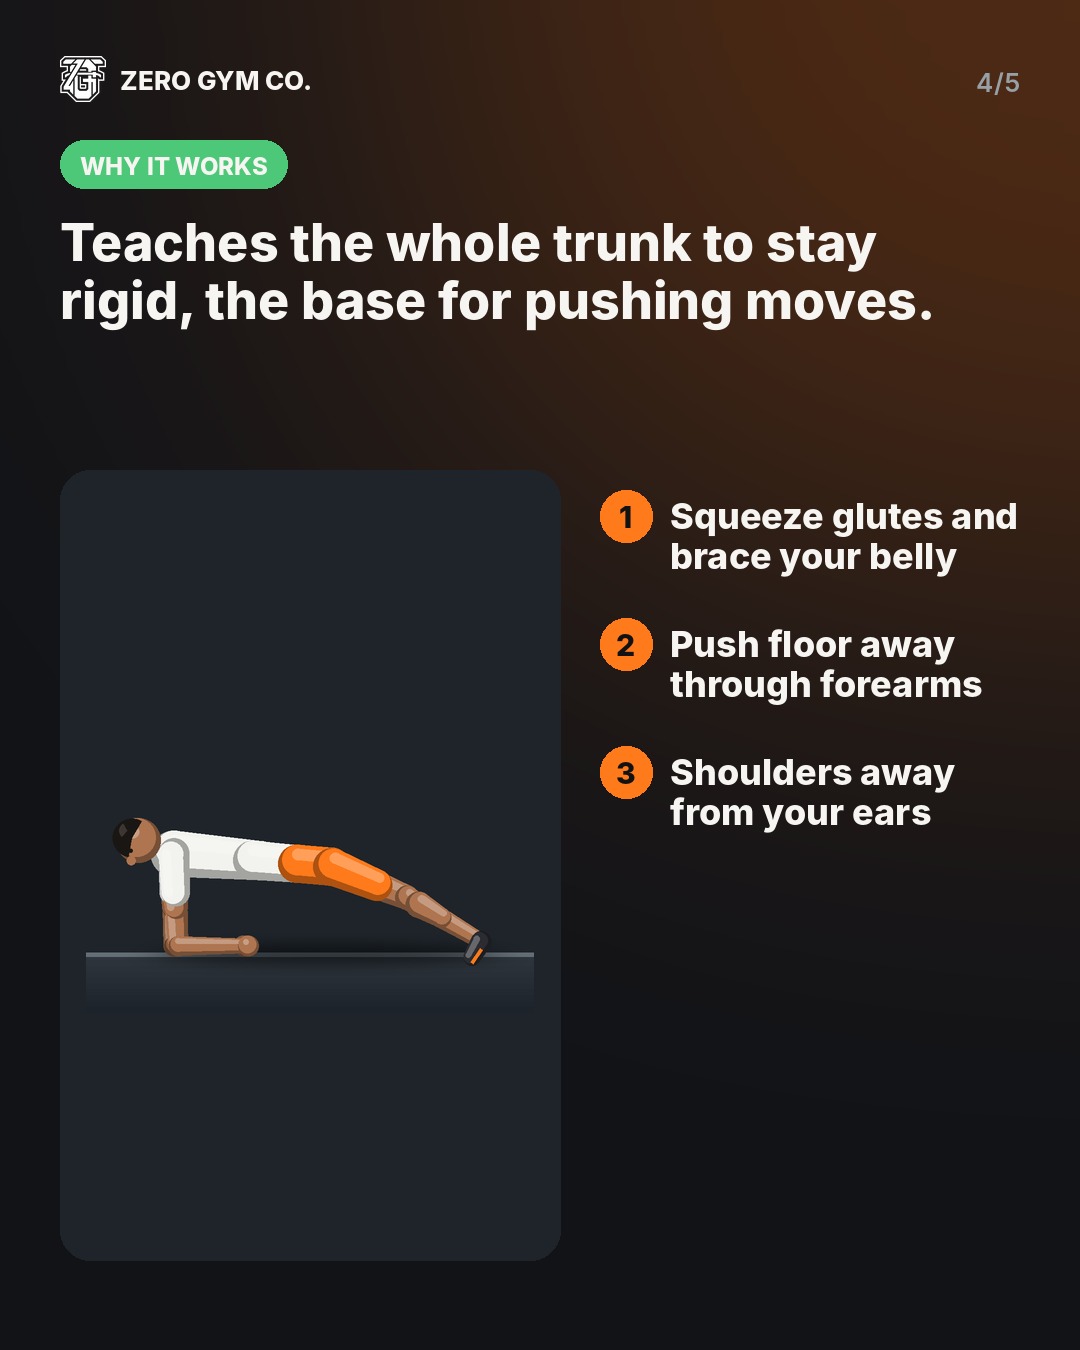 ZERO GYM CO.
4/5
WHY IT WORKS
Teaches the whole trunk to stay
rigid, the base for pushing moves.
1 Squeeze glutes and
brace your belly
2 Push floor away
through forearms
3 Shoulders away
from your ears